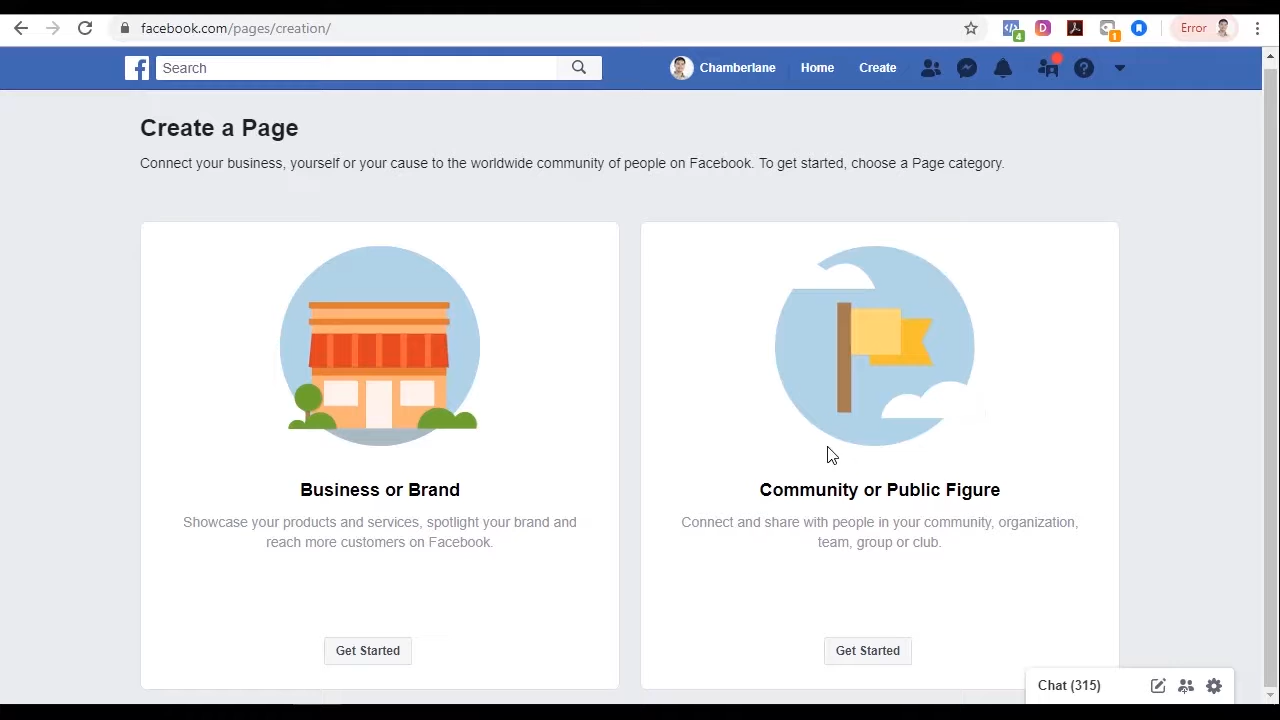 facebook.com/pages/creation/
4
1
Error
Search
Chamberlane
Home
Create
Create a Page
Connect your business, yourself or your cause to the worldwide community of people on Facebook. To get started, choose a Page category.
Business or Brand
Showcase your products and services, spotlight your brand and
reach more customers on Facebook.
Get Started
Community or Public Figure
Connect and share with people in your community, organization,
team, group or club.
Get Started
Chat (315)